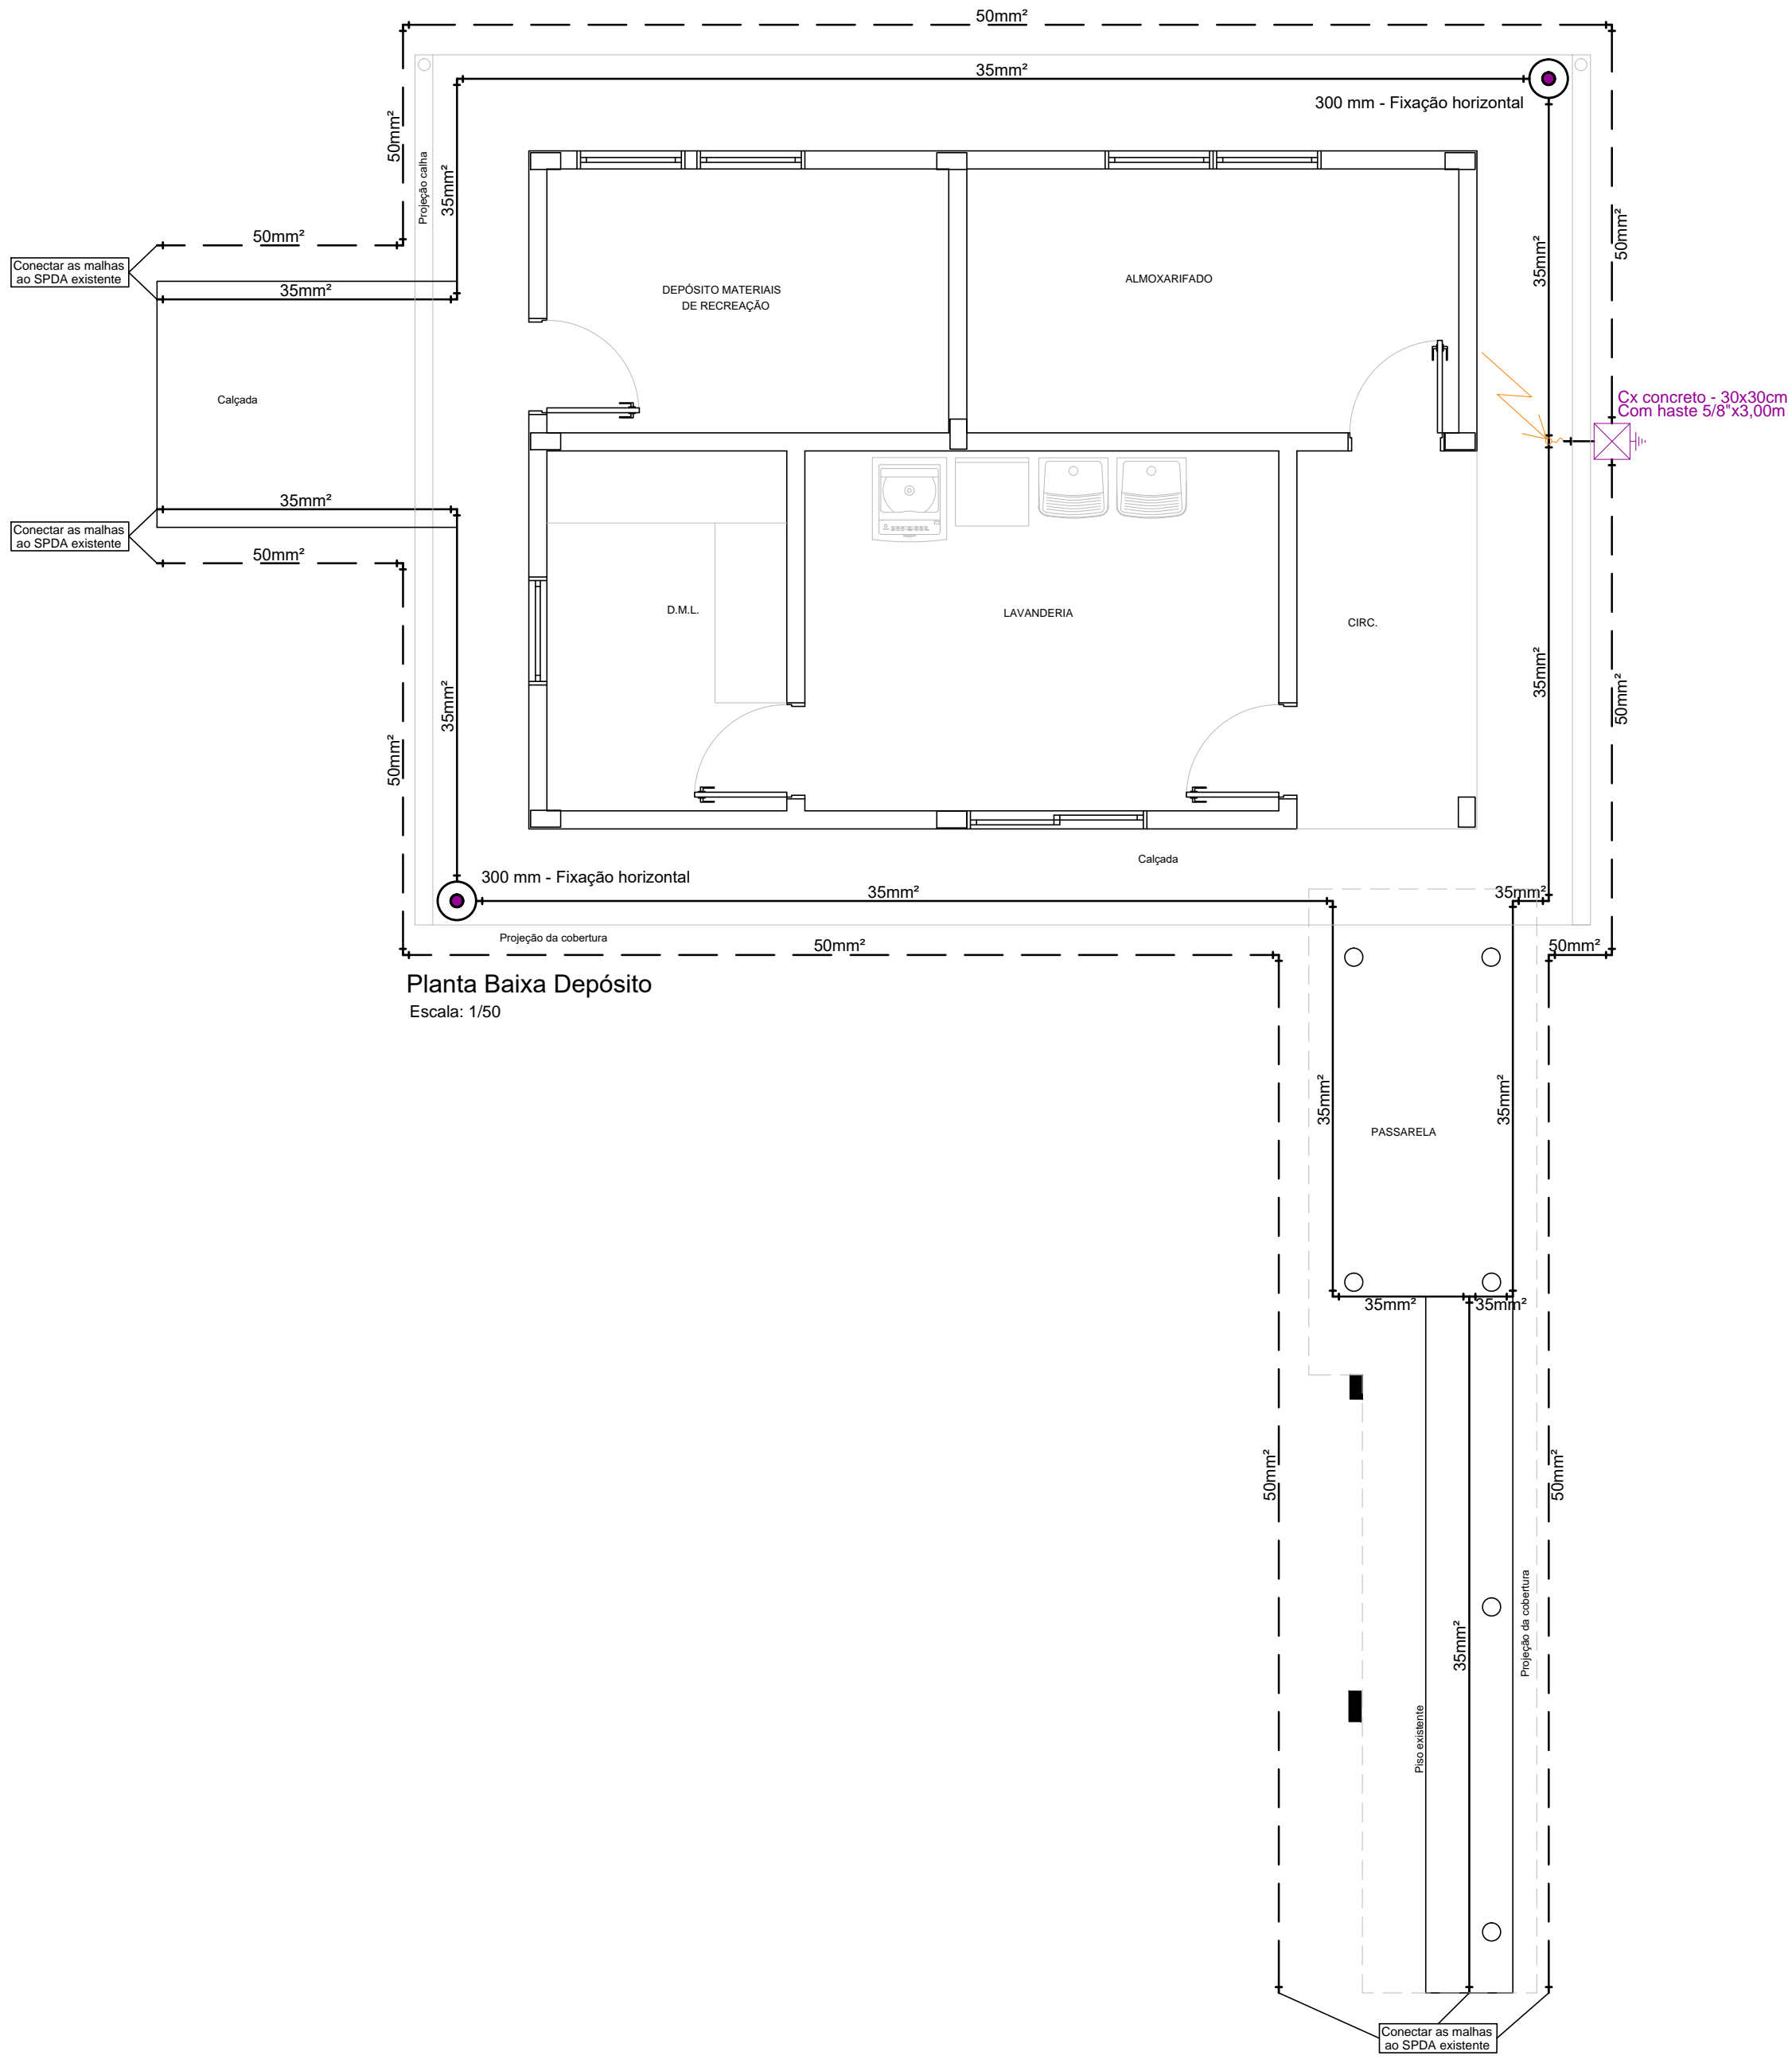 50mm²
35mm²
300 mm - Fixação horizontal
50mm²
Projeção calha
35mm²
50mm²
35mm²
50mm²
Conectar as malhas
ao SPDA existente
35mm²
DEPÓSITO MATERIAIS
DE RECREAÇÃO
ALMOXARIFADO
Calçada
Cx concreto - 30x30cm
Com haste 5/8"x3,00m
35mm²
Conectar as malhas
ao SPDA existente
50mm²
D.M.L.
LAVANDERIA
CIRC.
35mm²
50mm²
35mm²
50mm²
Calçada
300 mm - Fixação horizontal
35mm²
35mm²
Projeção da cobertura
50mm²
50mm²
Planta Baixa Depósito
Escala: 1/50
35mm²
35mm²
PASSARELA
35mm²
35mm²
50mm²
50mm²
35mm²
Projeção da cobertura
Piso existente
Conectar as malhas
ao SPDA existente